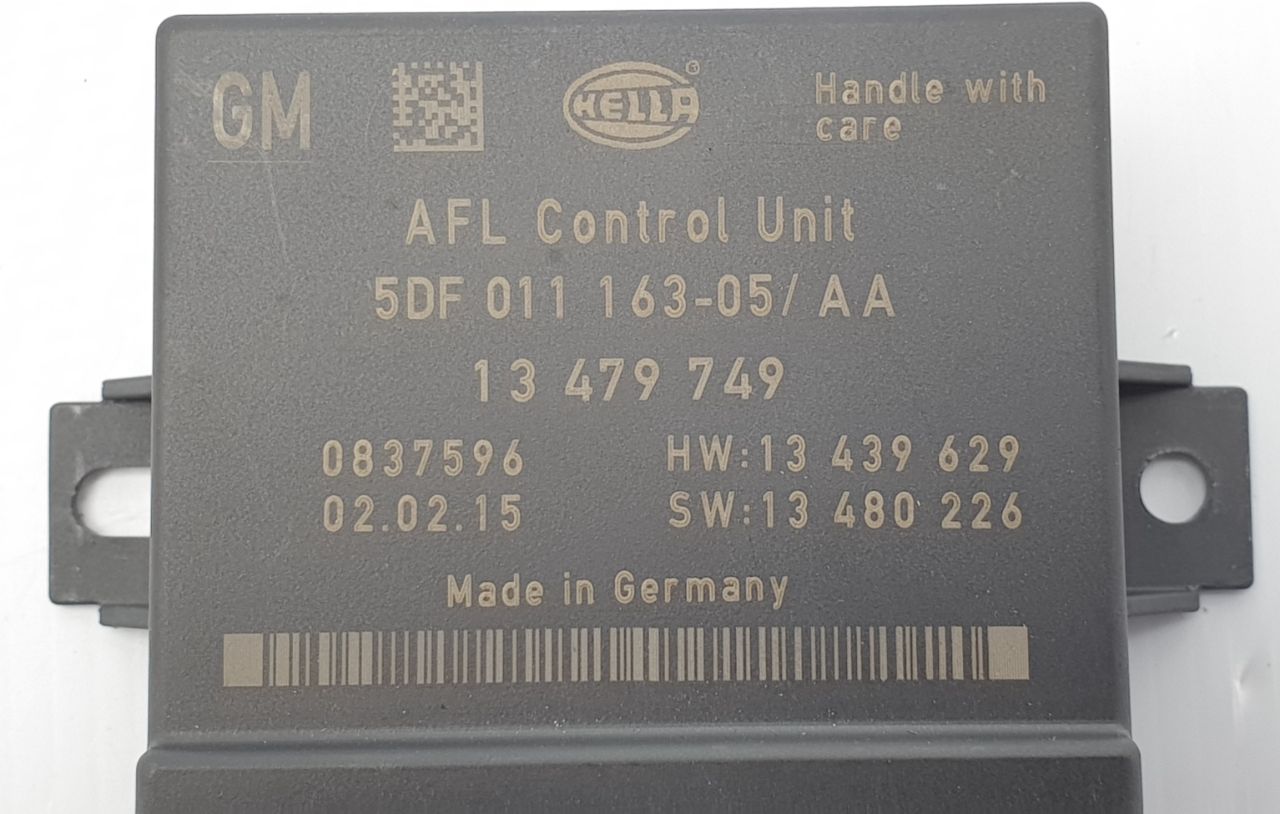 GM
HELLA®
Handle with
care
AFL Control Unit
5DF 011 163-05/ AA
13 479 749
0837596
HW:13 439 629
02.02.15
SW:13 480 226
Made in Germany